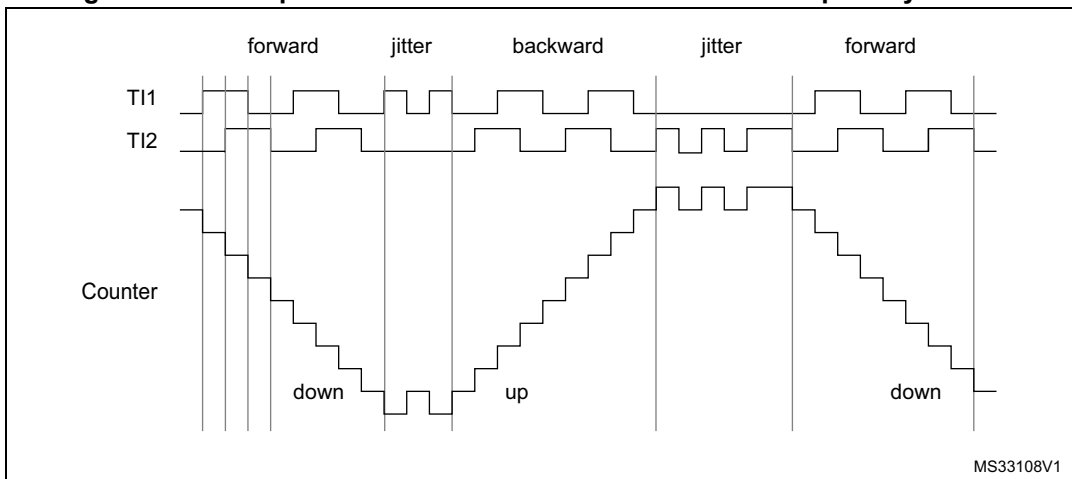 forward jitter backward jitter forward
TI1
TI2
Counter
down up down
MS33108V1